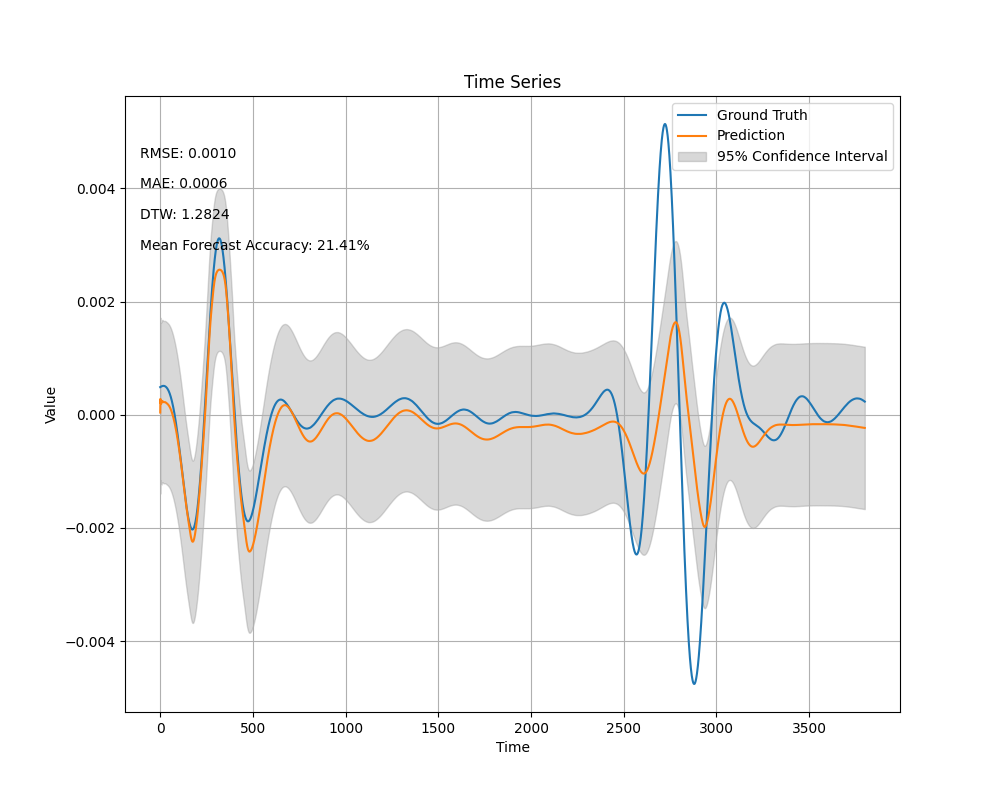 Time Series
Ground Truth
Prediction
95% Confidence Interval
RMSE: 0.0010
MAE: 0.0006
DTW: 1.2824
Mean Forecast Accuracy: 21.41%
Value
0.004
0.002
0.000
−0.002
−0.004
0 500 1000 1500 2000 2500 3000 3500
Time